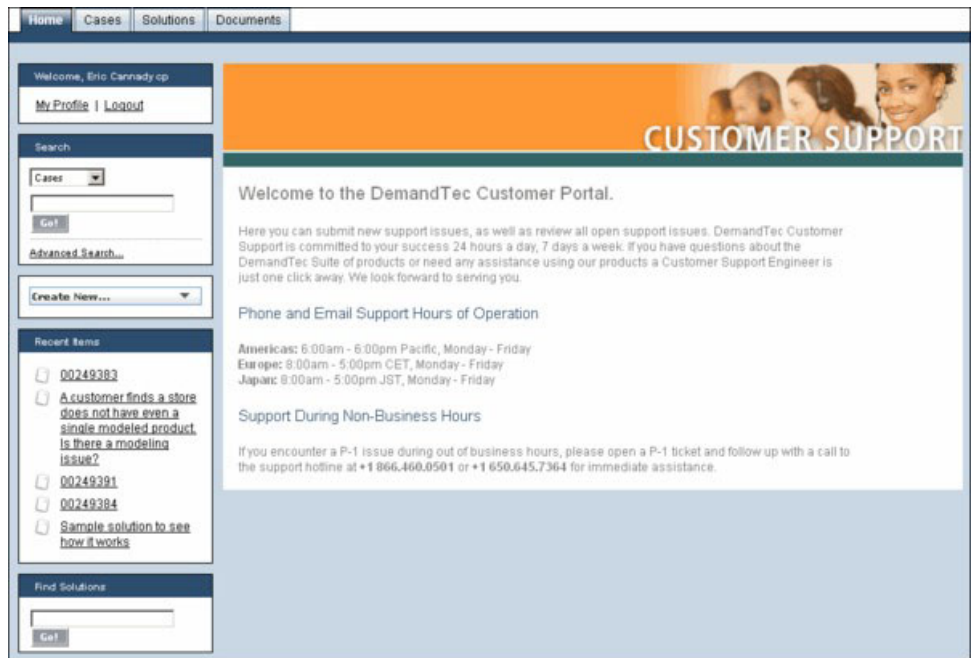 Home Cases Solutions Documents
Welcome, Eric Cannady cp
My Profile | Logout
Search
Cases
Go!
Advanced Search...
Create New...
Recent Items
00249383
A customer finds a store
does not have even a
single modeled product.
Is there a modeling
issue?
00249391
00249384
Sample solution to see
how it works
Find Solutions
Go!
CUSTOMER SUPPORT
Welcome to the DemandTec Customer Portal.
Here you can submit new support issues, as well as review all open support issues. DemandTec Customer
Support is committed to your success 24 hours a day, 7 days a week. If you have questions about the
DemandTec Suite of products or need any assistance using our products a Customer Support Engineer is
just one click away. We look forward to serving you.
Phone and Email Support Hours of Operation
Americas: 6:00am - 6:00pm Pacific, Monday - Friday
Europe: 8:00am - 5:00pm CET, Monday - Friday
Japan: 8:00am - 5:00pm JST, Monday - Friday
Support During Non-Business Hours
If you encounter a P-1 issue during out of business hours, please open a P-1 ticket and follow up with a call to
the support hotline at +1 866.460.0501 or +1 650.645.7364 for immediate assistance.